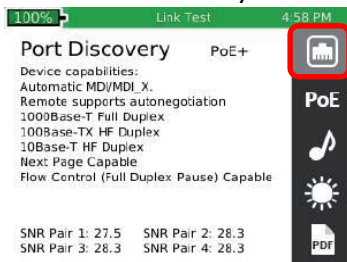 100% Link Test 4:58 PM
Port Discovery PoE+
Device capabilities:
Automatic MDI/MDI_X.
Remote supports autonegotiation
1000Base-T Full Duplex
100Base-TX HF Duplex
10Base-T HF Duplex
Next Page Capable
Flow Control (Full Duplex Pause) Capable
PoE
SNR Pair 1: 27.5 SNR Pair 2: 28.3
SNR Pair 3: 28.3 SNR Pair 4: 28.3
PDF